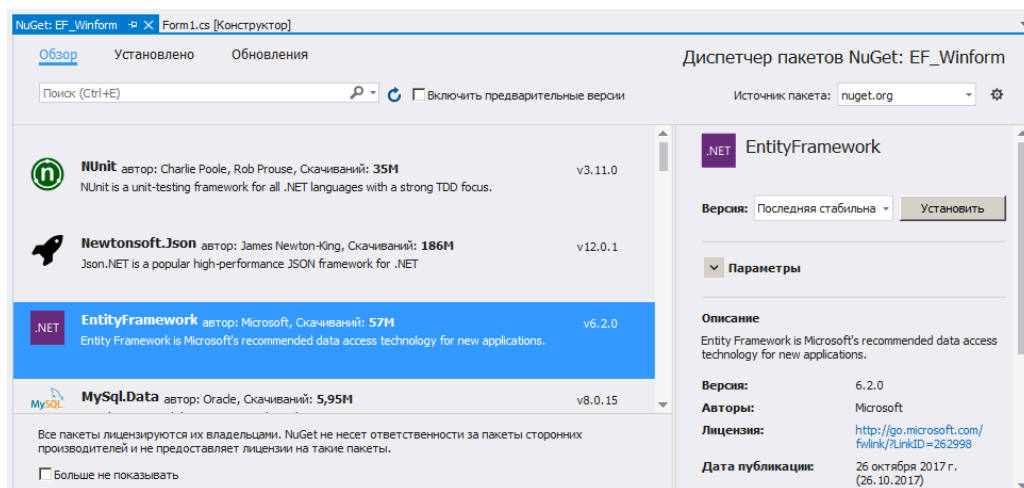 NuGet: EF_Winform Form1.cs [Конструктор]
Обзор Установлено Обновления
Диспетчер пакетов NuGet: EF_Winform
Поиск (Ctrl+E)
Включить предварительные версии
Источник пакета: nuget.org
NUnit автор: Charlie Poole, Rob Prouse, Скачиваний: 35M v3.11.0
NUnit is a unit-testing framework for all .NET languages with a strong TDD focus.
Newtonsoft.Json автор: James Newton-King, Скачиваний: 186M v12.0.1
Json.NET is a popular high-performance JSON framework for .NET
.NET EntityFramework автор: Microsoft, Скачиваний: 57M v6.2.0
Entity Framework is Microsoft's recommended data access technology for new applications.
MySQL MySql.Data автор: Oracle, Скачиваний: 5,95M v8.0.15
Все пакеты лицензируются их владельцами. NuGet не несет ответственности за пакеты сторонних
производителей и не предоставляет лицензии на такие пакеты.
Больше не показывать
.NET EntityFramework
Версия: Последняя стабильна Установить
Параметры
Описание
Entity Framework is Microsoft's recommended data access
technology for new applications.
Версия: 6.2.0
Авторы: Microsoft
Лицензия: http://go.microsoft.com/
fwlink/?LinkID=262998
Дата публикации: 26 октября 2017 г.
(26.10.2017)